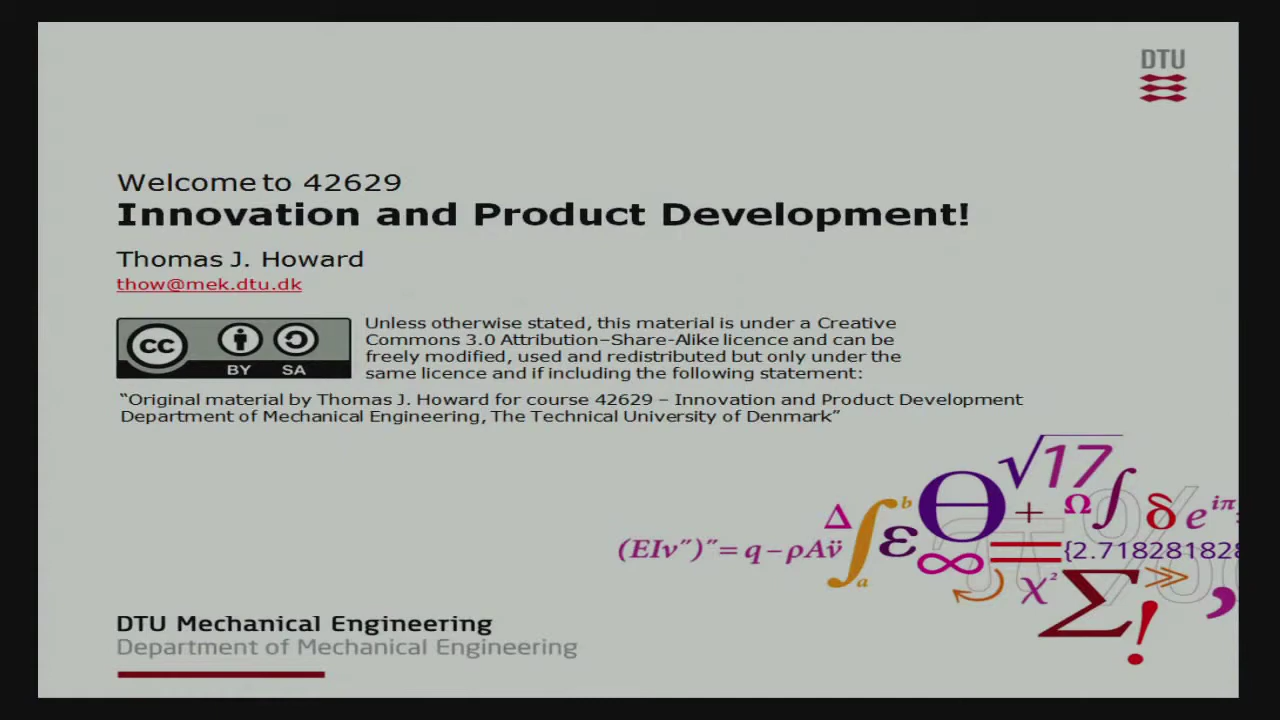 DTU
Welcome to 42629
Innovation and Product Development!
Thomas J. Howard
thow@mek.dtu.dk
Unless otherwise stated, this material is under a Creative
Commons 3.0 Attribution–Share-Alike licence and can be
freely modified, used and redistributed but only under the
same licence and if including the following statement:
cc BY SA
“Original material by Thomas J. Howard for course 42629 – Innovation and Product Development
Department of Mechanical Engineering, The Technical University of Denmark”
√17
Δ ∫ b a ε Θ + Ω ∫ δ e^iπ
(EIv″)″= q – ρAv̈
∞ = {2.718281828
χ² Σ ≫ , !
π %
DTU Mechanical Engineering
Department of Mechanical Engineering